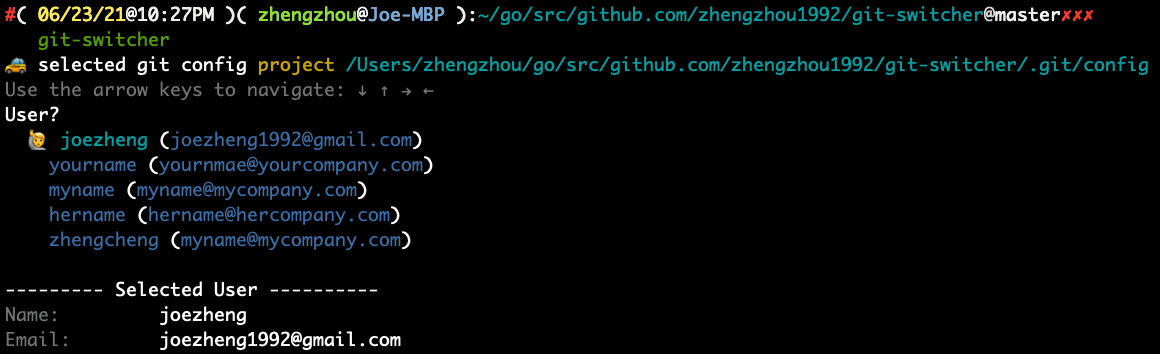 #( 06/23/21@10:27PM )( zhengzhou@Joe-MBP ):~/go/src/github.com/zhengzhou1992/git-switcher@master✗✗✗
git-switcher
🚕 selected git config project /Users/zhengzhou/go/src/github.com/zhengzhou1992/git-switcher/.git/config
Use the arrow keys to navigate: ↓ ↑ → ←
User?
🙋 joezheng (joezheng1992@gmail.com)
yourname (yournmae@yourcompany.com)
myname (myname@mycompany.com)
hername (hername@hercompany.com)
zhengcheng (myname@mycompany.com)
--------- Selected User ----------
Name: joezheng
Email: joezheng1992@gmail.com